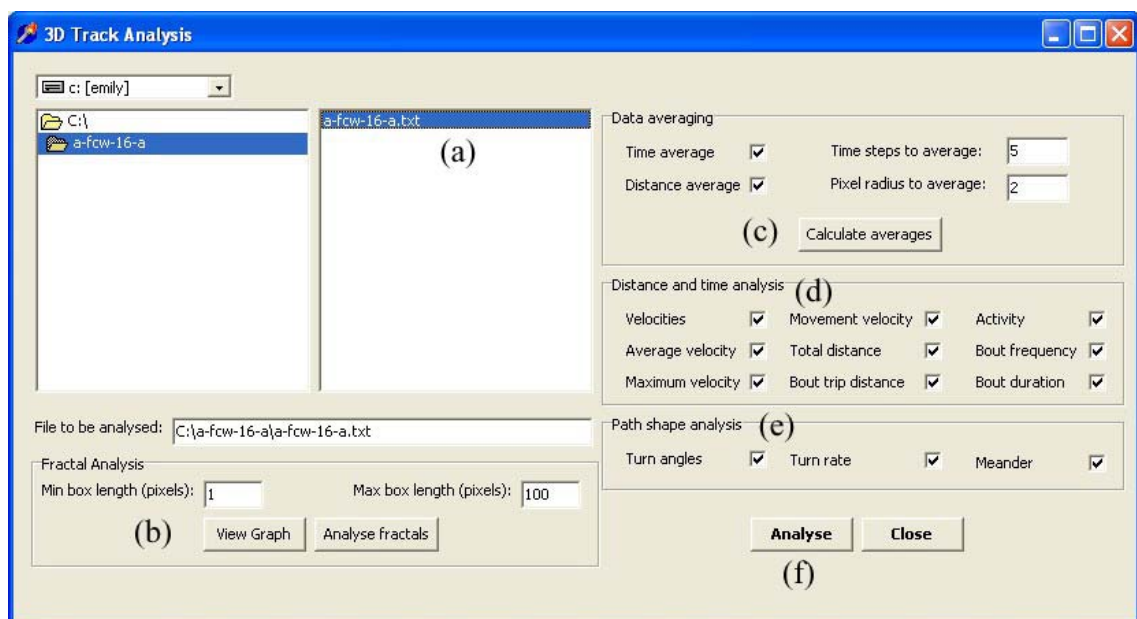 3D Track Analysis
c: [emily]
C:\
a-fcw-16-a
a-fcw-16-a.txt
(a)
File to be analysed: C:\a-fcw-16-a\a-fcw-16-a.txt
Fractal Analysis
Min box length (pixels): 1 Max box length (pixels): 100
(b) View Graph Analyse fractals
Data averaging
Time average Time steps to average: 5
Distance average Pixel radius to average: 2
(c) Calculate averages
Distance and time analysis (d)
Velocities Movement velocity Activity
Average velocity Total distance Bout frequency
Maximum velocity Bout trip distance Bout duration
Path shape analysis (e)
Turn angles Turn rate Meander
Analyse Close
(f)